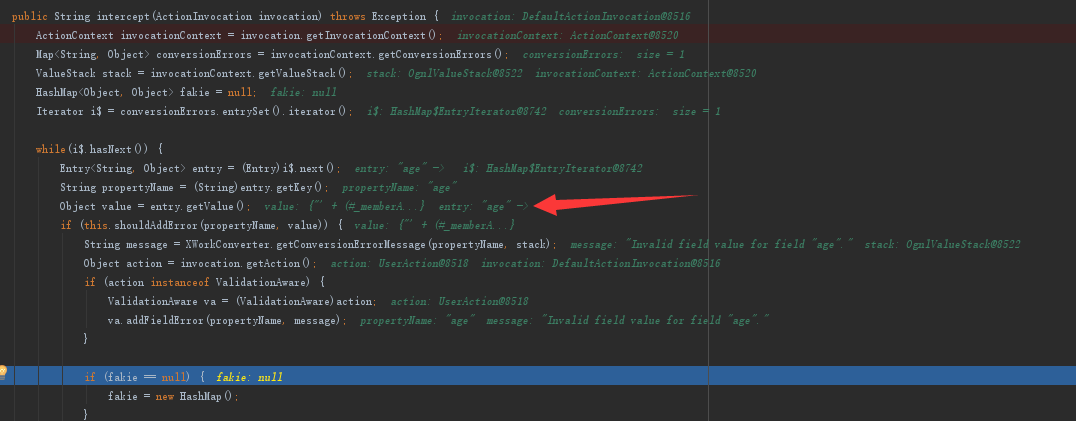 public String intercept(ActionInvocation invocation) throws Exception { invocation: DefaultActionInvocation@8516
ActionContext invocationContext = invocation.getInvocationContext(); invocationContext: ActionContext@8520
Map<String, Object> conversionErrors = invocationContext.getConversionErrors(); conversionErrors: size = 1
ValueStack stack = invocationContext.getValueStack(); stack: OgnlValueStack@8522 invocationContext: ActionContext@8520
HashMap<Object, Object> fakie = null; fakie: null
Iterator i$ = conversionErrors.entrySet().iterator(); i$: HashMap$EntryIterator@8742 conversionErrors: size = 1
while(i$.hasNext()) {
Entry<String, Object> entry = (Entry)i$.next(); entry: "age" -> i$: HashMap$EntryIterator@8742
String propertyName = (String)entry.getKey(); propertyName: "age"
Object value = entry.getValue(); value: {"' + (#_memberA...} entry: "age" ->
if (this.shouldAddError(propertyName, value)) { value: {"' + (#_memberA...}
String message = XWorkConverter.getConversionErrorMessage(propertyName, stack); message: "Invalid field value for field "age"." stack: OgnlValueStack@8522
Object action = invocation.getAction(); action: UserAction@8518 invocation: DefaultActionInvocation@8516
if (action instanceof ValidationAware) {
ValidationAware va = (ValidationAware)action; action: UserAction@8518
va.addFieldError(propertyName, message); propertyName: "age" message: "Invalid field value for field "age"."
}
if (fakie == null) { fakie: null
fakie = new HashMap();
}